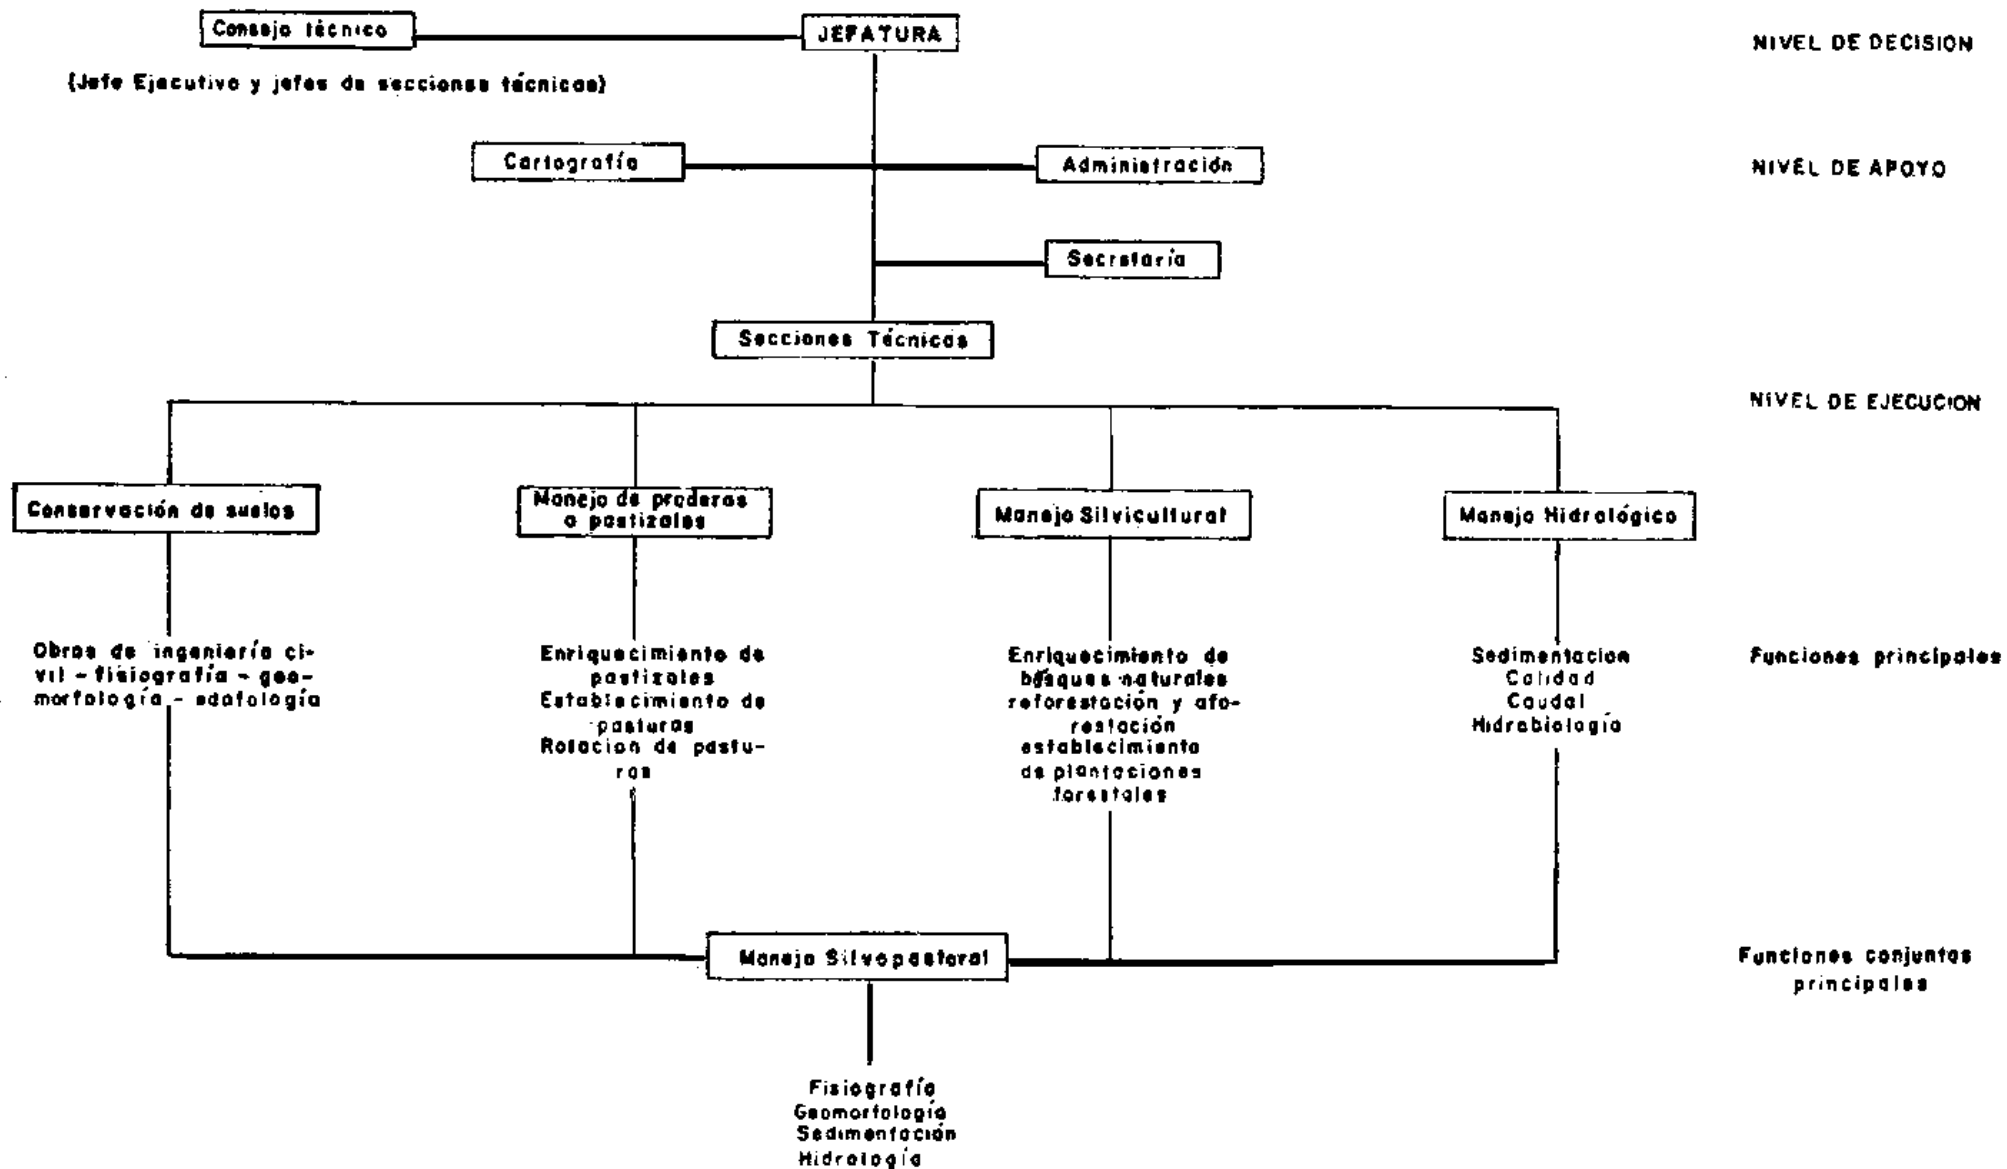 Consejo técnico
JEFATURA
NIVEL DE DECISION
(Jefe Ejecutivo y jefes de secciones técnicas)
Cartografía
Administración
NIVEL DE APOYO
Secretaría
Secciones Técnicas
NIVEL DE EJECUCION
Conservación de suelos
Manejo de praderas
o pastizales
Manejo Silvicultural
Manejo Hidrológico
Obras de ingeniería ci-
vil - fisiografía - geo-
morfología - edafología
Enriquecimiento de
pastizales
Establecimiento de
pasturas
Rotacion de pastu-
ras
Enriquecimiento de
bosques naturales
reforestación y afo-
restación
establecimiento
de plantaciones
forestales
Sedimentacion
Calidad
Caudal
Hidrobiología
Funciones principales
Manejo Silvopastoral
Funciones conjuntas
principales
Fisiografía
Geomorfología
Sedimentación
Hidrología